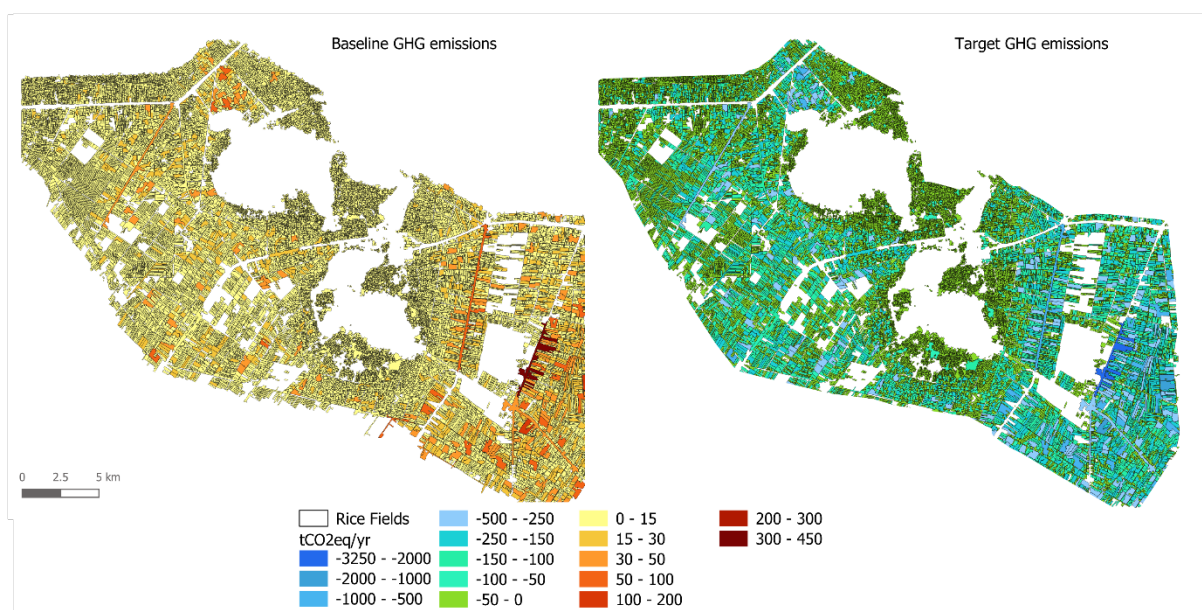 Baseline GHG emissions
Target GHG emissions
0 2.5 5 km
Rice Fields
tCO2eq/yr
-3250 - -2000
-2000 - -1000
-1000 - -500
-500 - -250
-250 - -150
-150 - -100
-100 - -50
-50 - 0
0 - 15
15 - 30
30 - 50
50 - 100
100 - 200
200 - 300
300 - 450